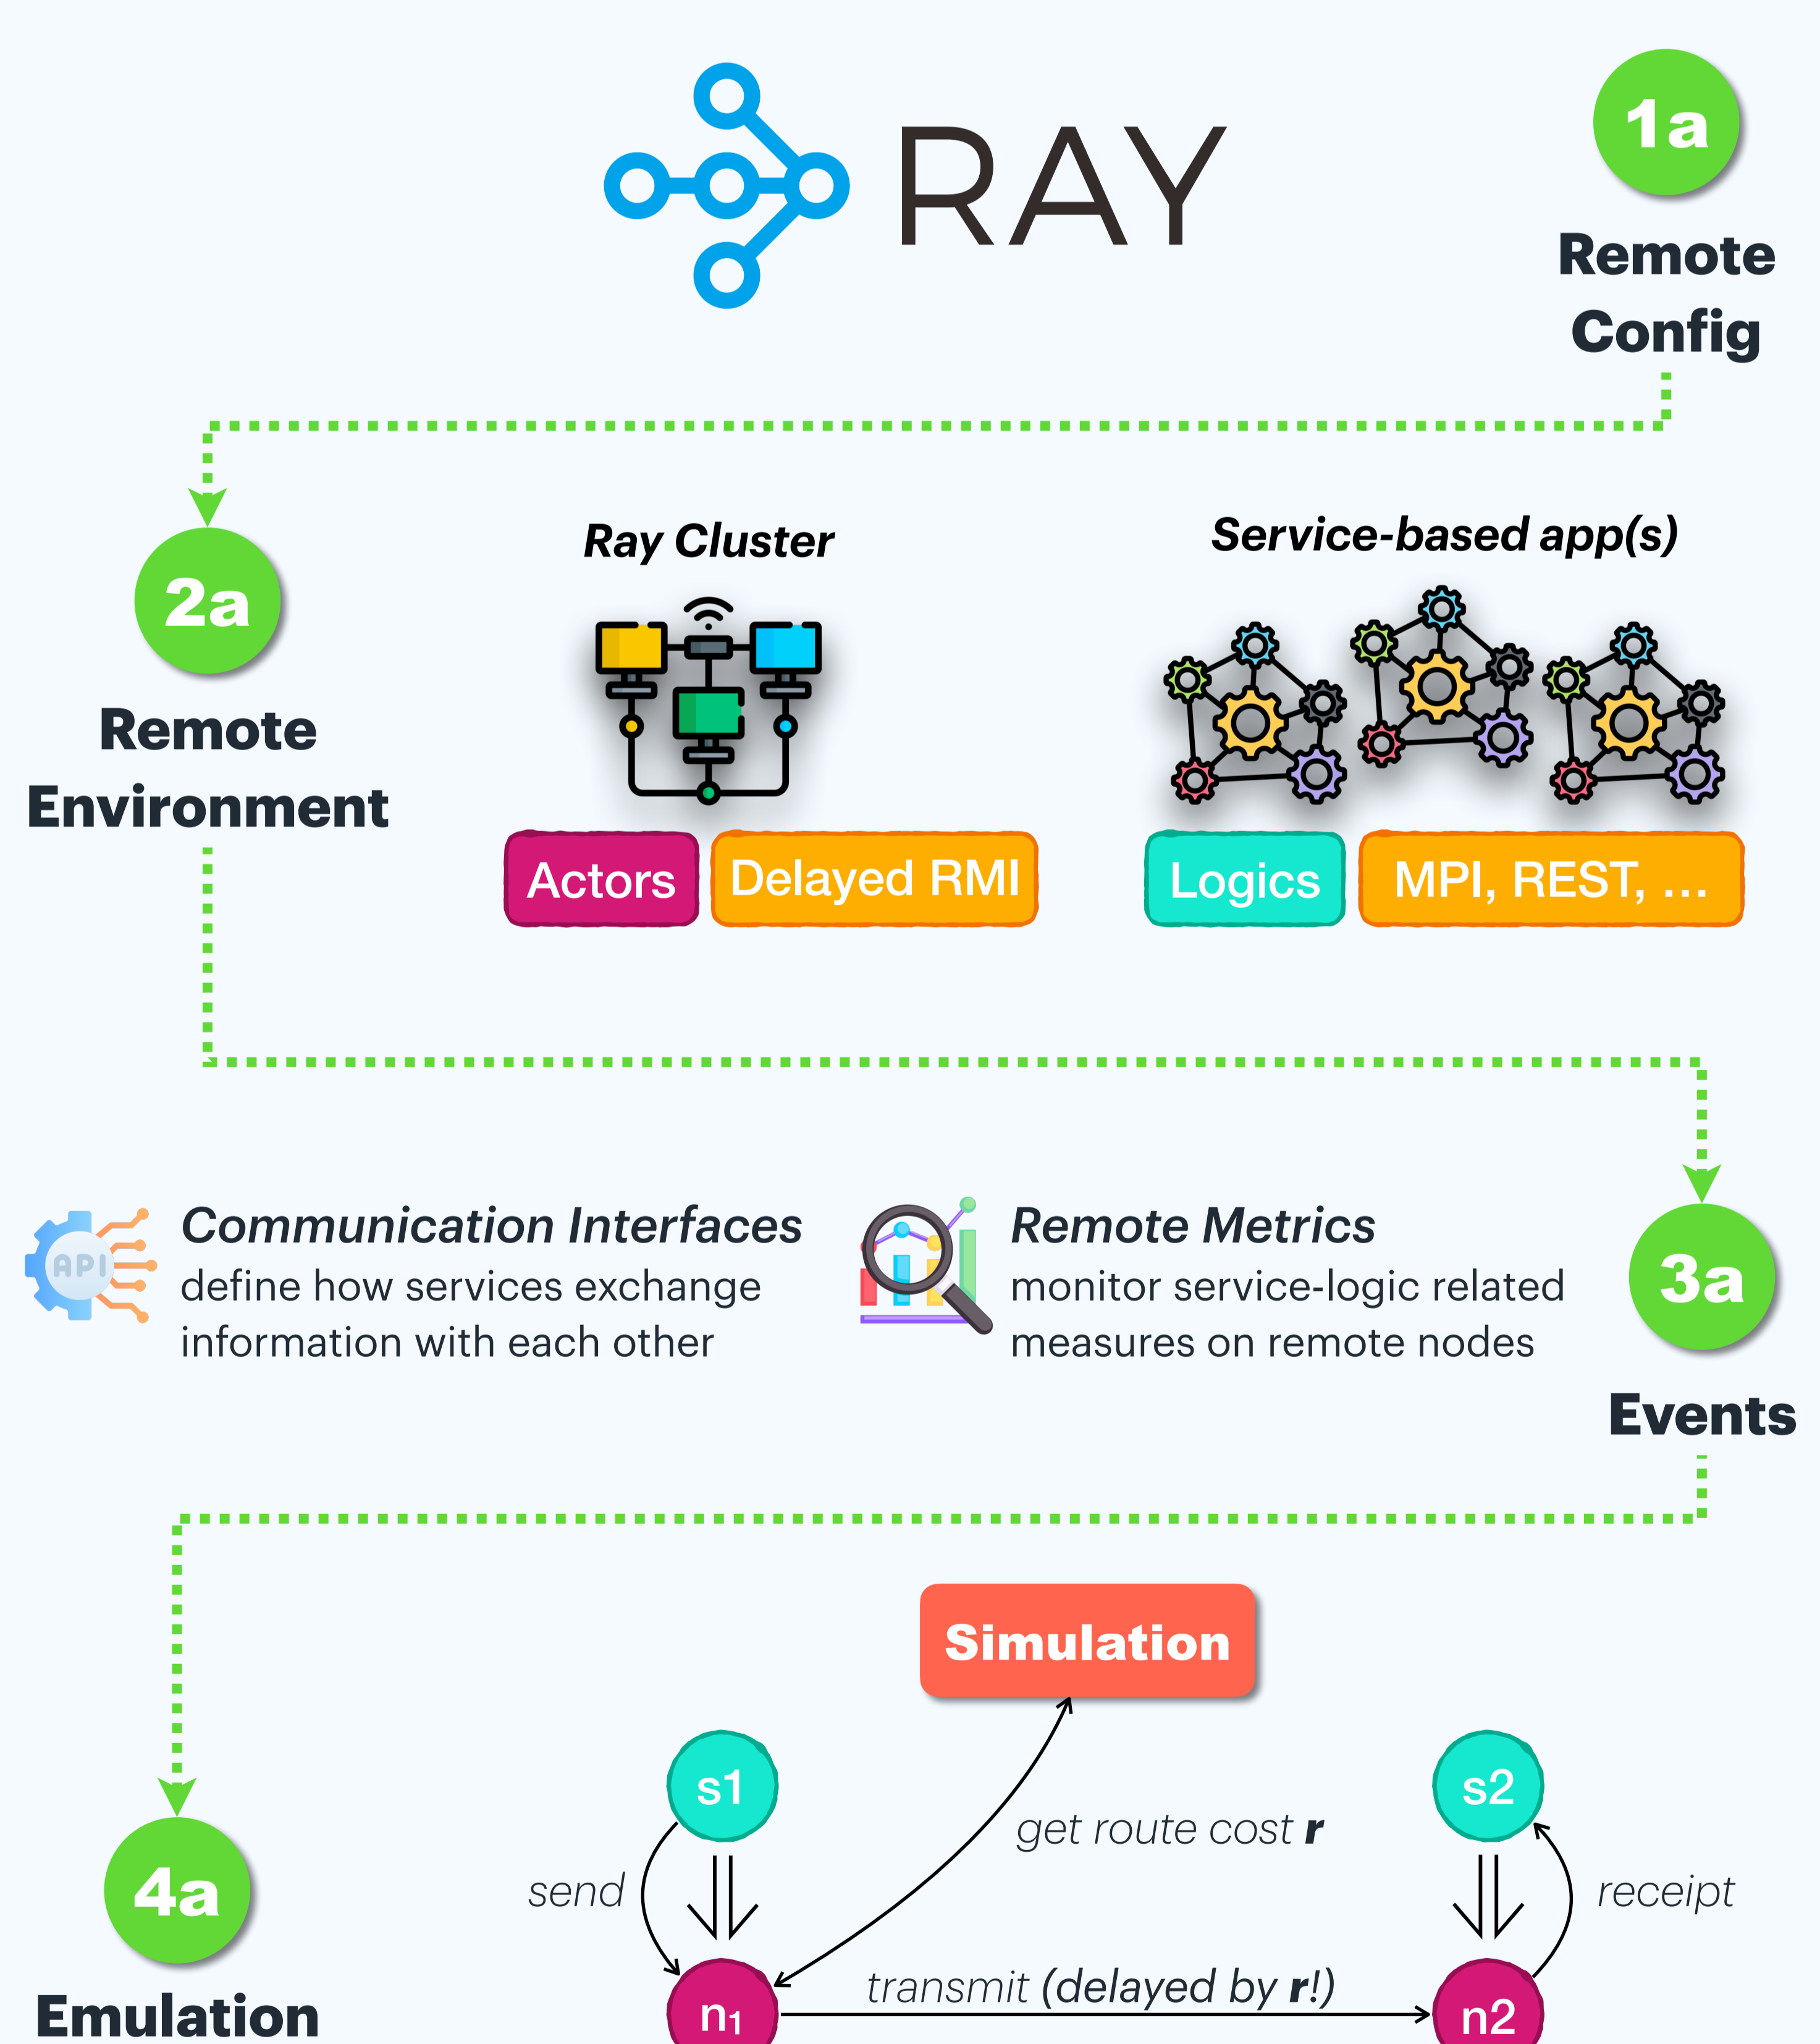 RAY
1a
Remote
Config
2a
Remote
Environment
Ray Cluster
Service-based app(s)
Actors
Delayed RMI
Logics
MPI, REST, ...
API
Communication Interfaces
define how services exchange
information with each other
Remote Metrics
monitor service-logic related
measures on remote nodes
3a
Events
Simulation
s1
s2
get route cost r
send
receipt
4a
Emulation
transmit (delayed by r!)
n₁
n2